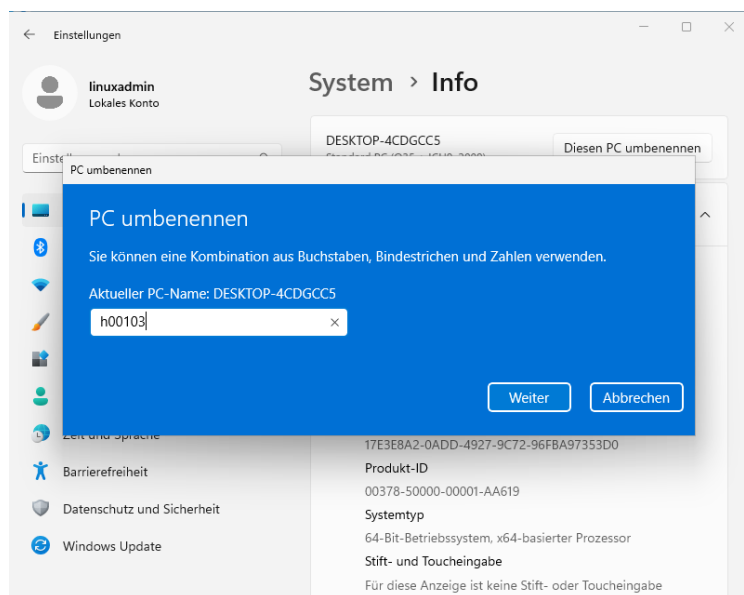 Einstellungen
linuxadmin
Lokales Konto
System > Info
DESKTOP-4CDGCC5
Diesen PC umbenennen
PC umbenennen
PC umbenennen
Sie können eine Kombination aus Buchstaben, Bindestrichen und Zahlen verwenden.
Aktueller PC-Name: DESKTOP-4CDGCC5
h00103
Weiter
Abbrechen
Zeit und Sprache
17E3E8A2-0ADD-4927-9C72-96FBA97353D0
Barrierefreiheit
Produkt-ID
00378-50000-00001-AA619
Datenschutz und Sicherheit
Systemtyp
64-Bit-Betriebssystem, x64-basierter Prozessor
Windows Update
Stift- und Toucheingabe
Für diese Anzeige ist keine Stift- oder Toucheingabe